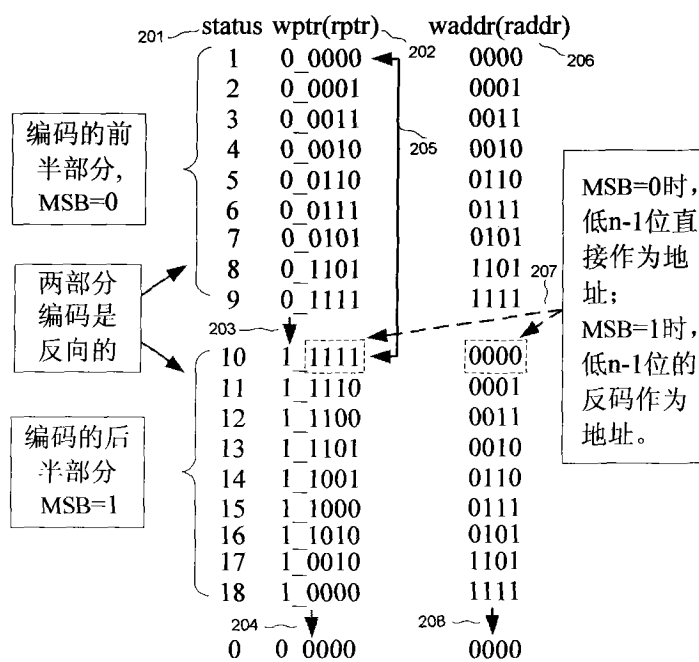 201 status wptr(rptr) 202 waddr(raddr) 206
1 0_0000 0000
2 0_0001 0001
3 0_0011 0011
4 0_0010 0010
5 0_0110 0110
6 0_0111 0111
7 0_0101 0101
8 0_1101 1101
9 0_1111 1111
10 1_1111 0000
11 1_1110 0001
12 1_1100 0011
13 1_1101 0010
14 1_1001 0110
15 1_1000 0111
16 1_1010 0101
17 1_0010 1101
18 1_0000 1111
0 0 0000 0000
203
204
205
207
208
编码的前
半部分,
MSB=0
两部分
编码是
反向的
编码的后
半部分
MSB=1
MSB=0时，
低n-1位直
接作为地
址；
MSB=1时，
低n-1位的
反码作为
地址。